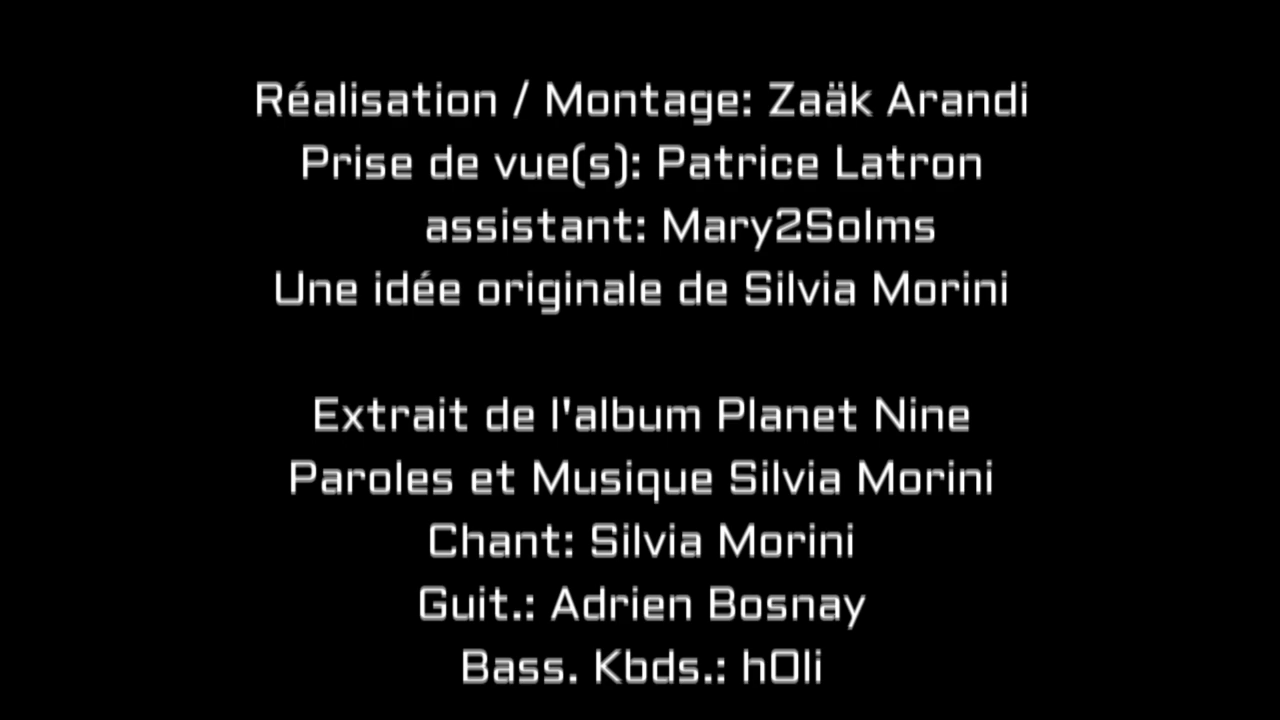 Réalisation / Montage: Zaäk Arandi
Prise de vue(s): Patrice Latron
assistant: Mary2Solms
Une idée originale de Silvia Morini
Extrait de l'album Planet Nine
Paroles et Musique Silvia Morini
Chant: Silvia Morini
Guit.: Adrien Bosnay
Bass. Kbds.: h0li